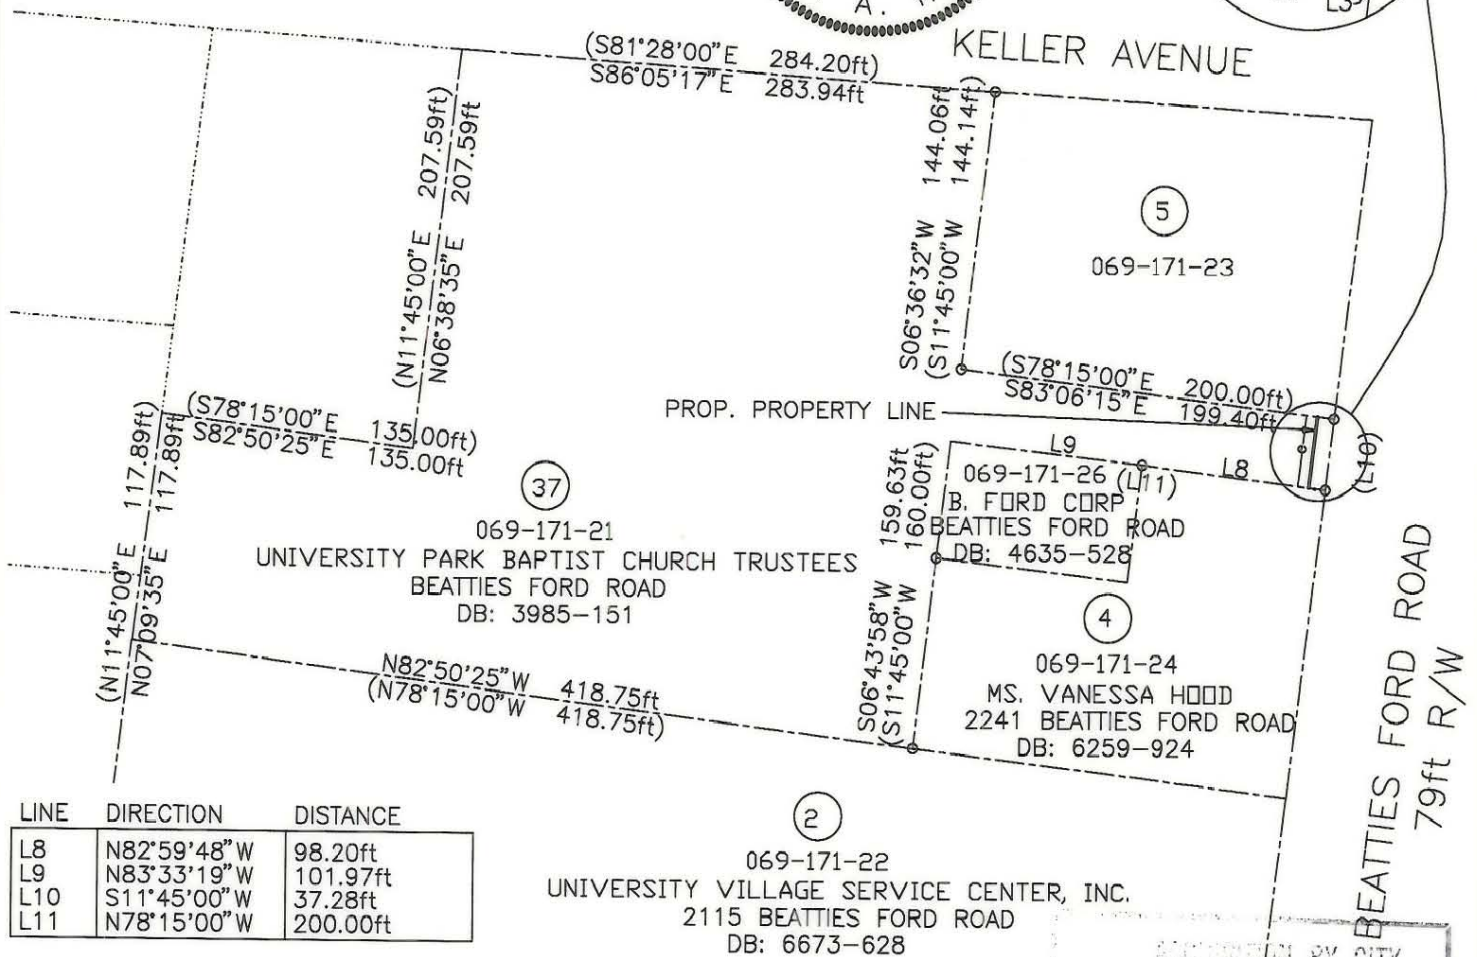 A.
L3
KELLER AVENUE
(S81°28'00"E 284.20ft)
S86°05'17"E 283.94ft
(N11°45'00"E 207.59ft)
N06°38'35"E 207.59ft
S06°36'32"W 144.06ft
(S11°45'00"W 144.14ft)
5
069-171-23
(S78°15'00"E 200.00ft)
S83°06'15"E 199.40ft
PROP. PROPERTY LINE
(L10)
(N11°45'00"E 117.89ft)
N07°09'35"E 117.89ft
(S78°15'00"E 135.00ft)
S82°50'25"E 135.00ft
37
069-171-21
UNIVERSITY PARK BAPTIST CHURCH TRUSTEES
BEATTIES FORD ROAD
DB: 3985-151
L9
L8
069-171-26 (L11)
B. FORD CORP
BEATTIES FORD ROAD
DB: 4635-528
S06°43'58"W 159.63ft
(S11°45'00"W 160.00ft)
4
069-171-24
MS. VANESSA HOOD
2241 BEATTIES FORD ROAD
DB: 6259-924
N82°50'25"W 418.75ft
(N78°15'00"W 418.75ft)
BEATTIES FORD ROAD
79ft R/W
LINE DIRECTION DISTANCE
L8 N82°59'48"W 98.20ft
L9 N83°33'19"W 101.97ft
L10 S11°45'00"W 37.28ft
L11 N78°15'00"W 200.00ft
2
069-171-22
UNIVERSITY VILLAGE SERVICE CENTER, INC.
2115 BEATTIES FORD ROAD
DB: 6673-628
BY CITY